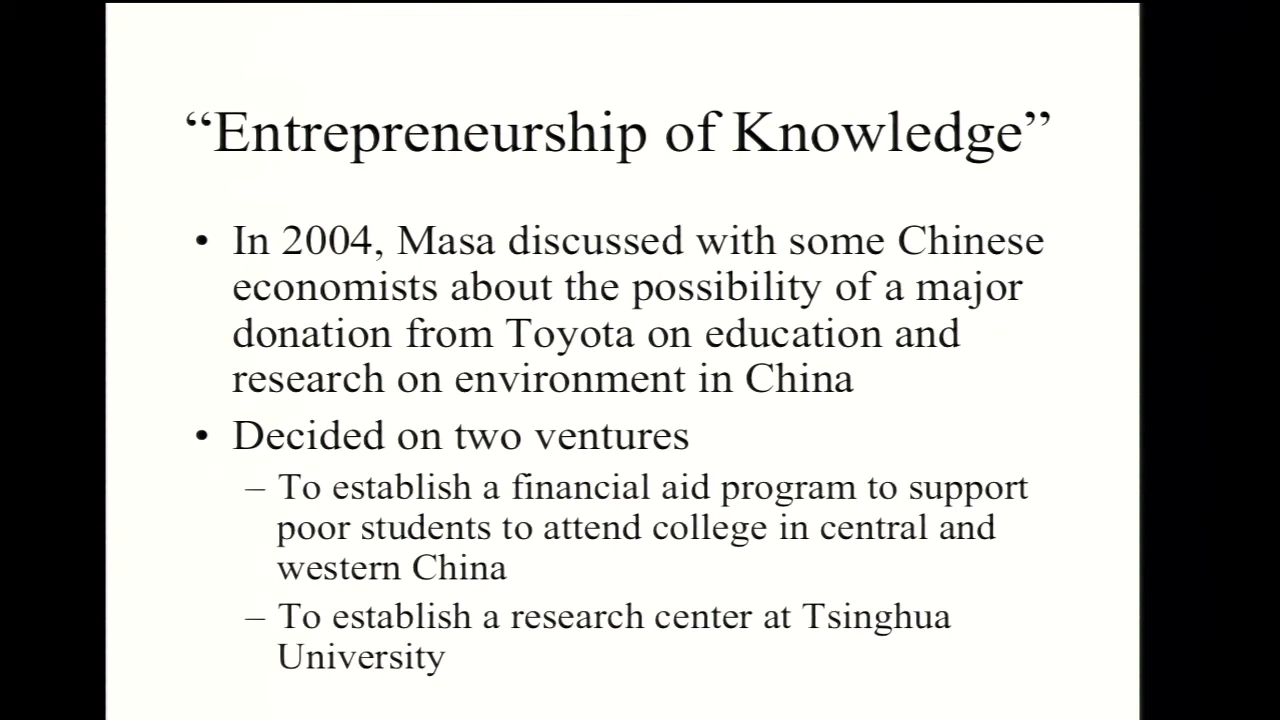 “Entrepreneurship of Knowledge”
• In 2004, Masa discussed with some Chinese
economists about the possibility of a major
donation from Toyota on education and
research on environment in China
• Decided on two ventures
– To establish a financial aid program to support
poor students to attend college in central and
western China
– To establish a research center at Tsinghua
University